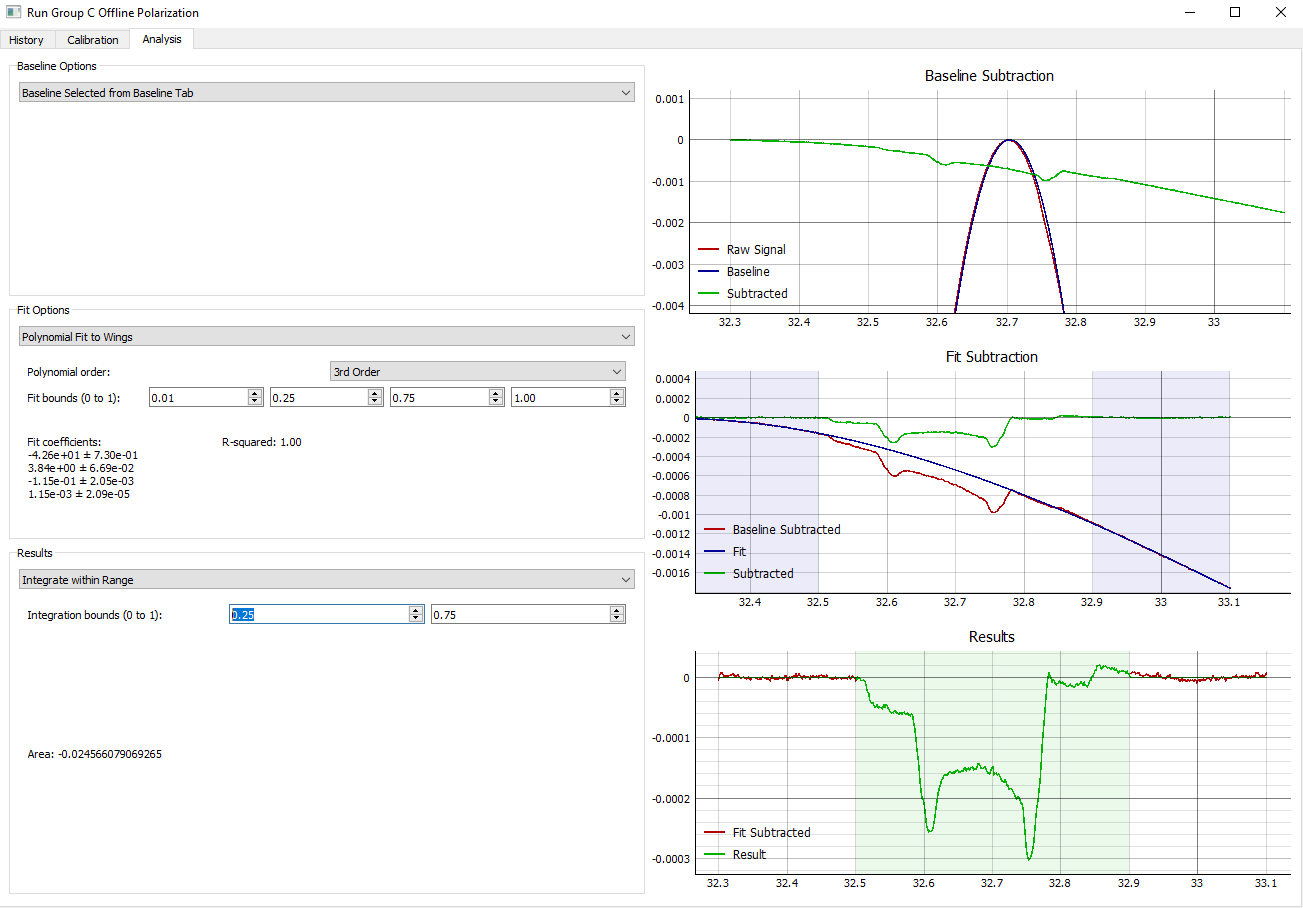 Run Group C Offline Polarization
History Calibration Analysis
Baseline Options
Baseline Selected from Baseline Tab
Fit Options
Polynomial Fit to Wings
Polynomial order: 3rd Order
Fit bounds (0 to 1): 0.01 0.25 0.75 1.00
Fit coefficients: R-squared: 1.00
-4.26e+01 ± 7.30e-01
3.84e+00 ± 6.69e-02
-1.15e-01 ± 2.05e-03
1.15e-03 ± 2.09e-05
Results
Integrate within Range
Integration bounds (0 to 1): 0.25 0.75
Area: -0.024566079069265
Baseline Subtraction
0.001
0
-0.001
-0.002
-0.003
-0.004
Raw Signal
Baseline
Subtracted
32.3 32.4 32.5 32.6 32.7 32.8 32.9 33
Fit Subtraction
0.0004
0.0002
0
-0.0002
-0.0004
-0.0006
-0.0008
-0.001
-0.0012
-0.0014
-0.0016
Baseline Subtracted
Fit
Subtracted
32.4 32.5 32.6 32.7 32.8 32.9 33 33.1
Results
0
-0.0001
-0.0002
-0.0003
Fit Subtracted
Result
32.3 32.4 32.5 32.6 32.7 32.8 32.9 33 33.1